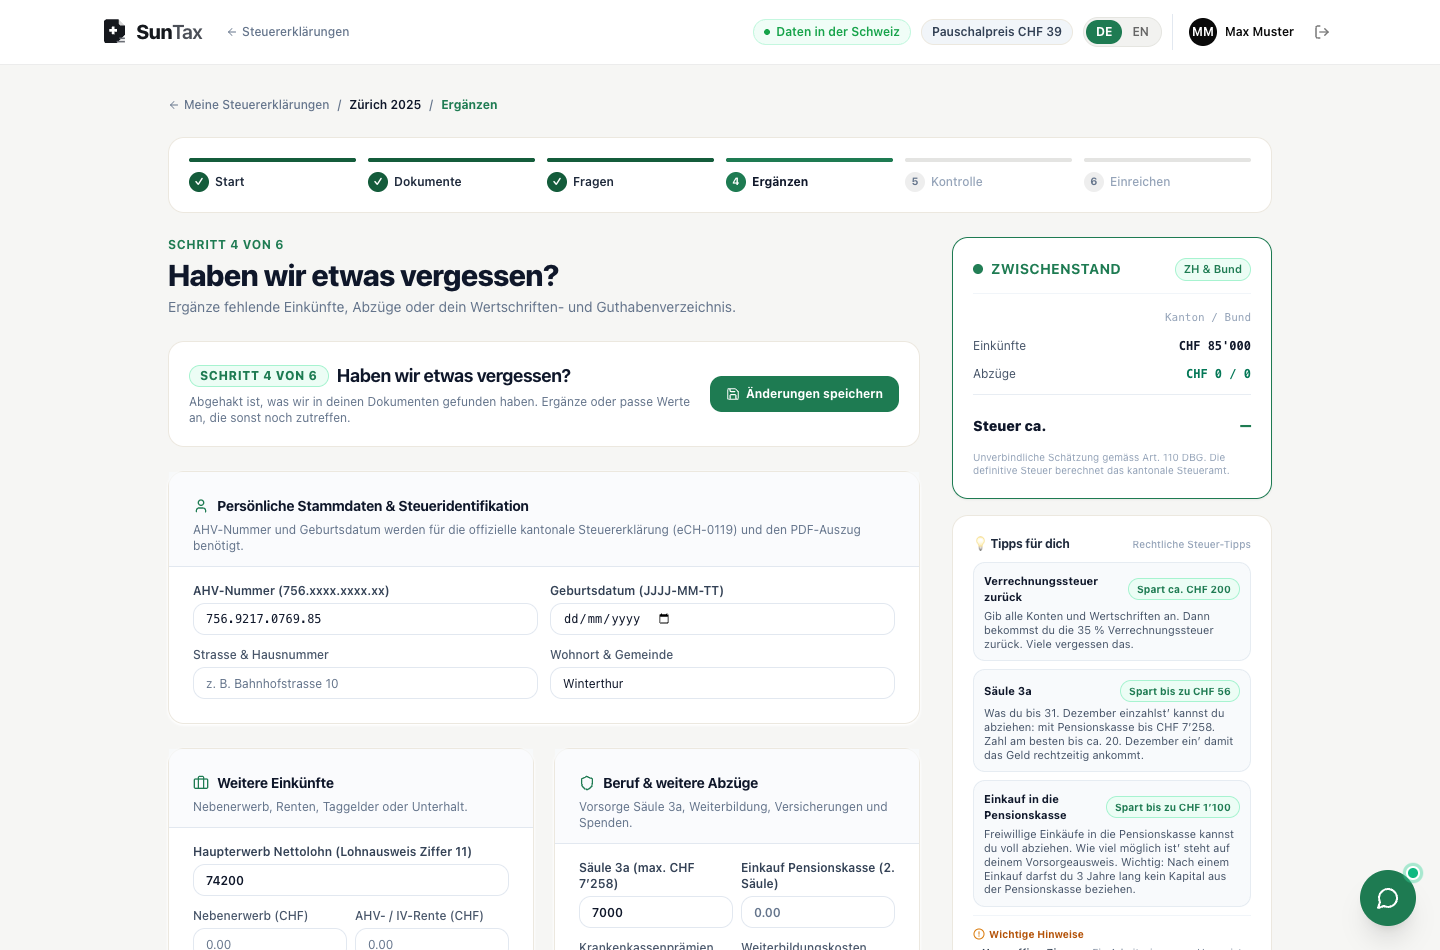 SunTax
← Steuererklärungen
Daten in der Schweiz
Pauschalpreis CHF 39
DE EN
MM Max Muster
← Meine Steuererklärungen / Zürich 2025 / Ergänzen
Start
Dokumente
Fragen
4 Ergänzen
5 Kontrolle
6 Einreichen
SCHRITT 4 VON 6
Haben wir etwas vergessen?
Ergänze fehlende Einkünfte, Abzüge oder dein Wertschriften- und Guthabenverzeichnis.
SCHRITT 4 VON 6 Haben wir etwas vergessen?
Abgehakt ist, was wir in deinen Dokumenten gefunden haben. Ergänze oder passe Werte
an, die sonst noch zutreffen.
Änderungen speichern
Persönliche Stammdaten & Steueridentifikation
AHV-Nummer und Geburtsdatum werden für die offizielle kantonale Steuererklärung (eCH-0119) und den PDF-Auszug
benötigt.
AHV-Nummer (756.xxxx.xxxx.xx)
756.9217.0769.85
Geburtsdatum (JJJJ-MM-TT)
dd/mm/yyyy
Strasse & Hausnummer
z. B. Bahnhofstrasse 10
Wohnort & Gemeinde
Winterthur
Weitere Einkünfte
Nebenerwerb, Renten, Taggelder oder Unterhalt.
Haupterwerb Nettolohn (Lohnausweis Ziffer 11)
74200
Nebenerwerb (CHF)
0.00
AHV- / IV-Rente (CHF)
0.00
Beruf & weitere Abzüge
Vorsorge Säule 3a, Weiterbildung, Versicherungen und
Spenden.
Säule 3a (max. CHF
7’258)
7000
Einkauf Pensionskasse (2.
Säule)
0.00
Krankenkassenprämien
Weiterbildungskosten
ZWISCHENSTAND
ZH & Bund
Kanton / Bund
Einkünfte CHF 85'000
Abzüge CHF 0 / 0
Steuer ca. —
Unverbindliche Schätzung gemäss Art. 110 DBG. Die
definitive Steuer berechnet das kantonale Steueramt.
Tipps für dich
Rechtliche Steuer-Tipps
Verrechnungssteuer
zurück
Spart ca. CHF 200
Gib alle Konten und Wertschriften an. Dann
bekommst du die 35 % Verrechnungssteuer
zurück. Viele vergessen das.
Säule 3a
Spart bis zu CHF 56
Was du bis 31. Dezember einzahlst’ kannst du
abziehen: mit Pensionskasse bis CHF 7’258.
Zahl am besten bis ca. 20. Dezember ein’ damit
das Geld rechtzeitig ankommt.
Einkauf in die
Pensionskasse
Spart bis zu CHF 1’100
Freiwillige Einkäufe in die Pensionskasse kannst
du voll abziehen. Wie viel möglich ist’ steht auf
deinem Vorsorgeausweis. Wichtig: Nach einem
Einkauf darfst du 3 Jahre lang kein Kapital aus
der Pensionskasse beziehen.
Wichtige Hinweise